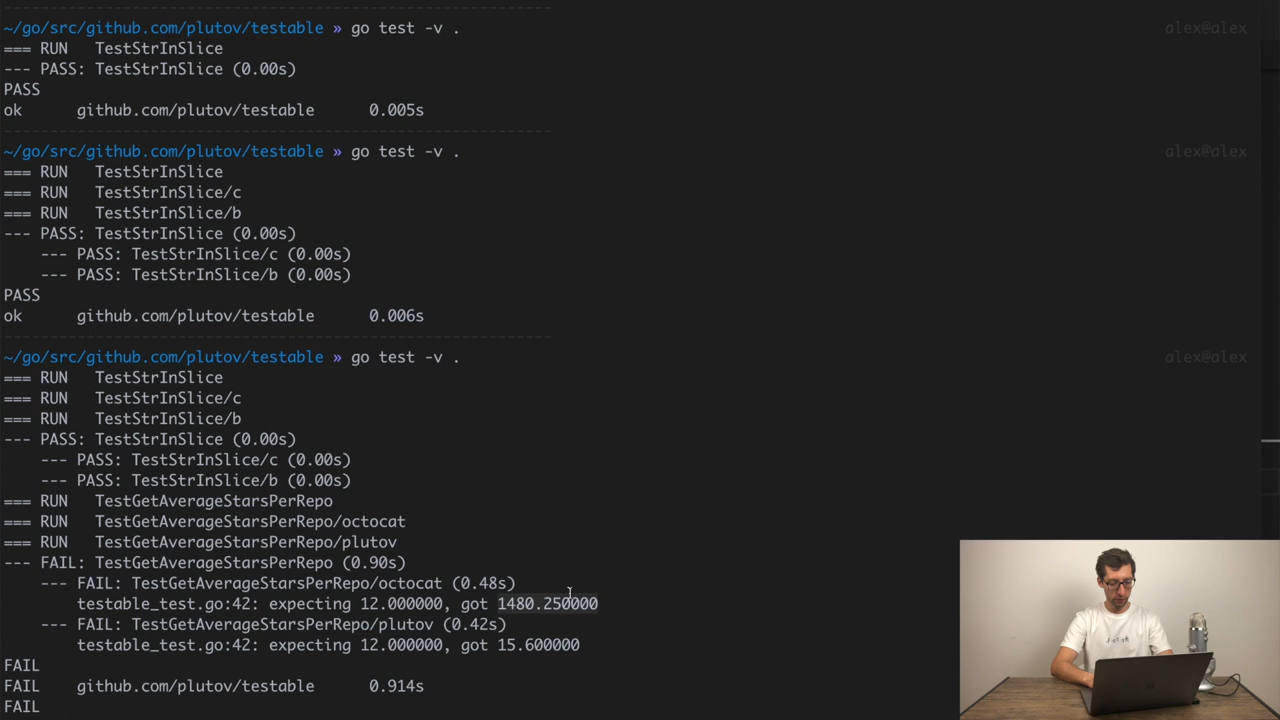 ~/go/src/github.com/plutov/testable » go test -v . alex@alex
=== RUN TestStrInSlice
--- PASS: TestStrInSlice (0.00s)
PASS
ok github.com/plutov/testable 0.005s
~/go/src/github.com/plutov/testable » go test -v . alex@alex
=== RUN TestStrInSlice
=== RUN TestStrInSlice/c
=== RUN TestStrInSlice/b
--- PASS: TestStrInSlice (0.00s)
--- PASS: TestStrInSlice/c (0.00s)
--- PASS: TestStrInSlice/b (0.00s)
PASS
ok github.com/plutov/testable 0.006s
~/go/src/github.com/plutov/testable » go test -v . alex@alex
=== RUN TestStrInSlice
=== RUN TestStrInSlice/c
=== RUN TestStrInSlice/b
--- PASS: TestStrInSlice (0.00s)
--- PASS: TestStrInSlice/c (0.00s)
--- PASS: TestStrInSlice/b (0.00s)
=== RUN TestGetAverageStarsPerRepo
=== RUN TestGetAverageStarsPerRepo/octocat
=== RUN TestGetAverageStarsPerRepo/plutov
--- FAIL: TestGetAverageStarsPerRepo (0.90s)
--- FAIL: TestGetAverageStarsPerRepo/octocat (0.48s)
testable_test.go:42: expecting 12.000000, got 1480.250000
--- FAIL: TestGetAverageStarsPerRepo/plutov (0.42s)
testable_test.go:42: expecting 12.000000, got 15.600000
FAIL
FAIL github.com/plutov/testable 0.914s
FAIL